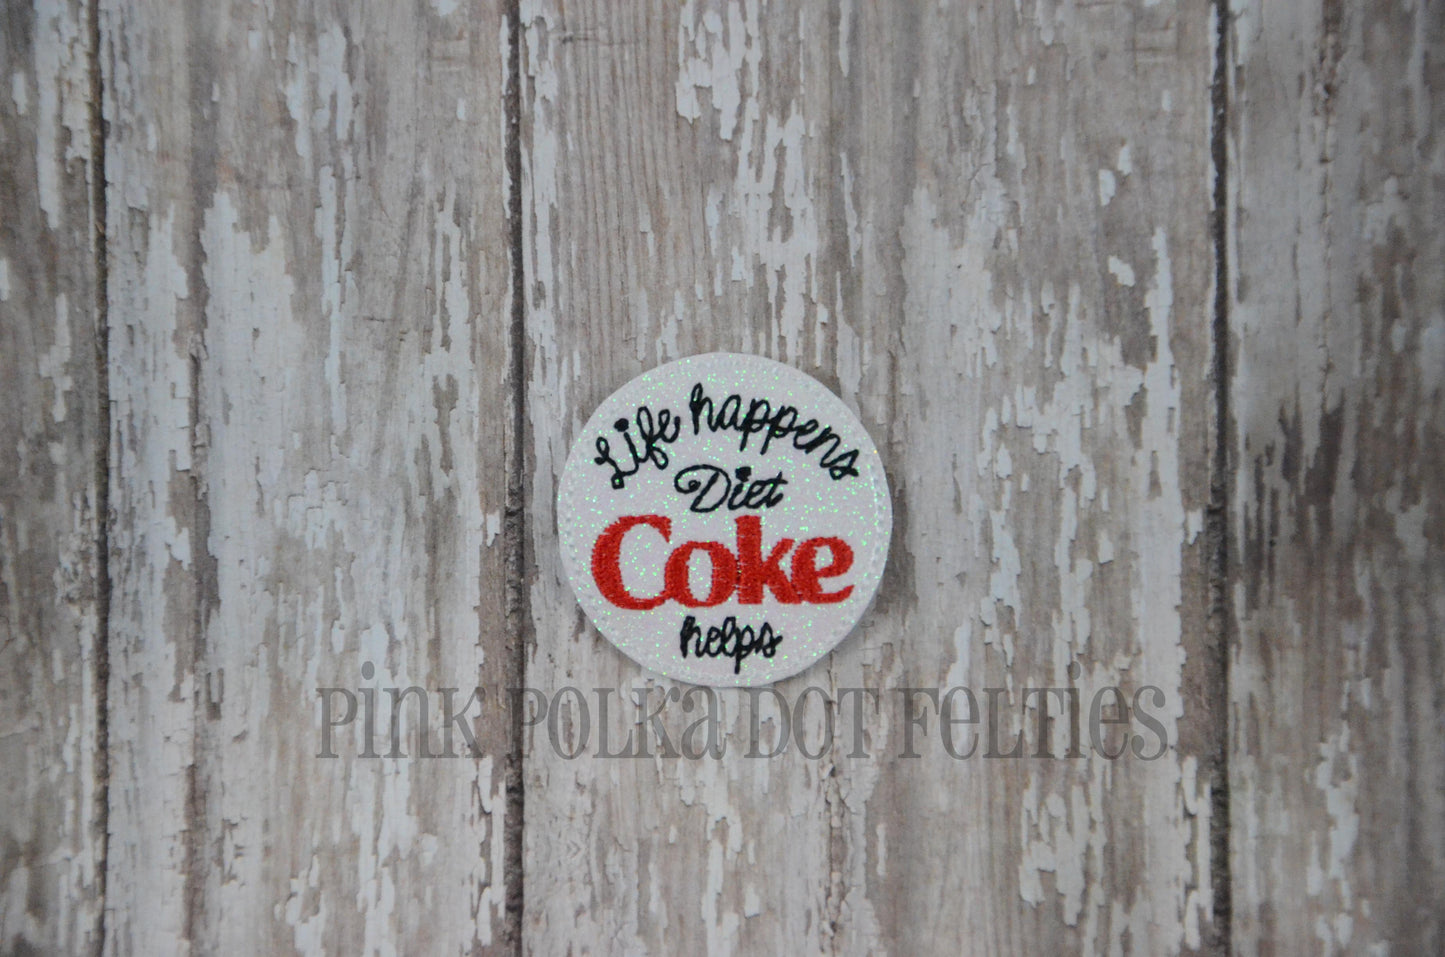 Life happens
Diet
Coke
helps
Pink Polka Dot Felties